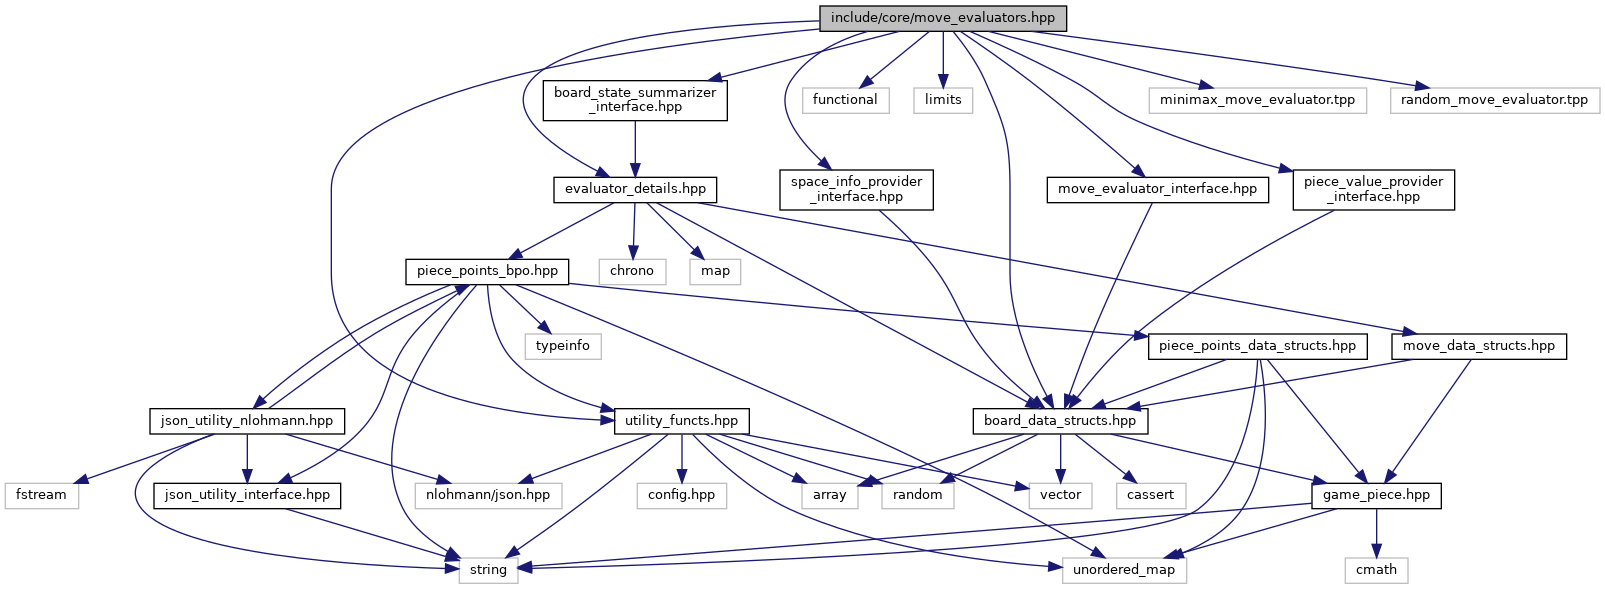 include/core/move_evaluators.hpp
board_state_summarizer
_interface.hpp
functional
limits
minimax_move_evaluator.tpp
random_move_evaluator.tpp
evaluator_details.hpp
space_info_provider
_interface.hpp
move_evaluator_interface.hpp
piece_value_provider
_interface.hpp
piece_points_bpo.hpp
chrono
map
typeinfo
piece_points_data_structs.hpp
move_data_structs.hpp
json_utility_nlohmann.hpp
utility_functs.hpp
board_data_structs.hpp
fstream
json_utility_interface.hpp
nlohmann/json.hpp
config.hpp
array
random
vector
cassert
game_piece.hpp
string
unordered_map
cmath